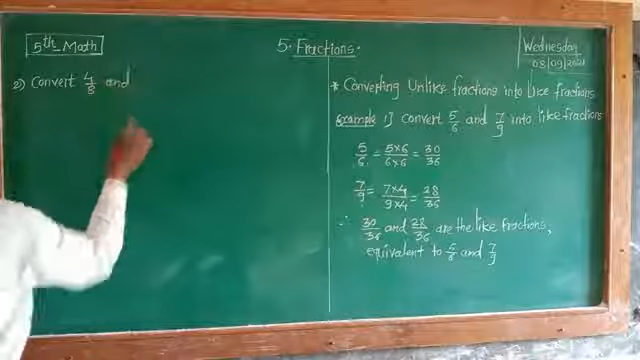 5th Math
5. Fractions.
Wednesday
08/09/2021
2) Convert 4/8 and
* Converting Unlike fractions into like fractions
Example 1] Convert 5/6 and 7/9 into like fractions
5/6 = 5×6/6×6 = 30/36
7/9 = 7×4/9×4 = 28/36
∴ 30/36 and 28/36 are the like fractions,
equivalent to 5/6 and 7/9